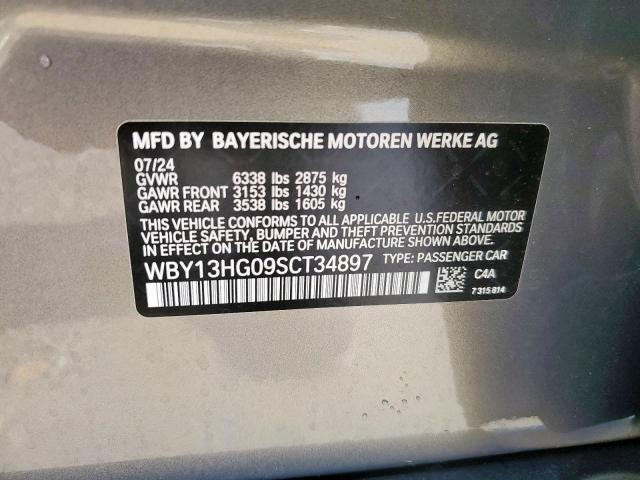 MFD BY BAYERISCHE MOTOREN WERKE AG
07/24
GVWR 6338 lbs 2875 kg
GAWR FRONT 3153 lbs 1430 kg
GAWR REAR 3538 lbs 1605 kg
THIS VEHICLE CONFORMS TO ALL APPLICABLE U.S.FEDERAL MOTOR
VEHICLE SAFETY, BUMPER AND THEFT PREVENTION STANDARDS
IN EFFECT ON THE DATE OF MANUFACTURE SHOWN ABOVE.
WBY13HG09SCT34897 TYPE: PASSENGER CAR
C4A
7 315 814